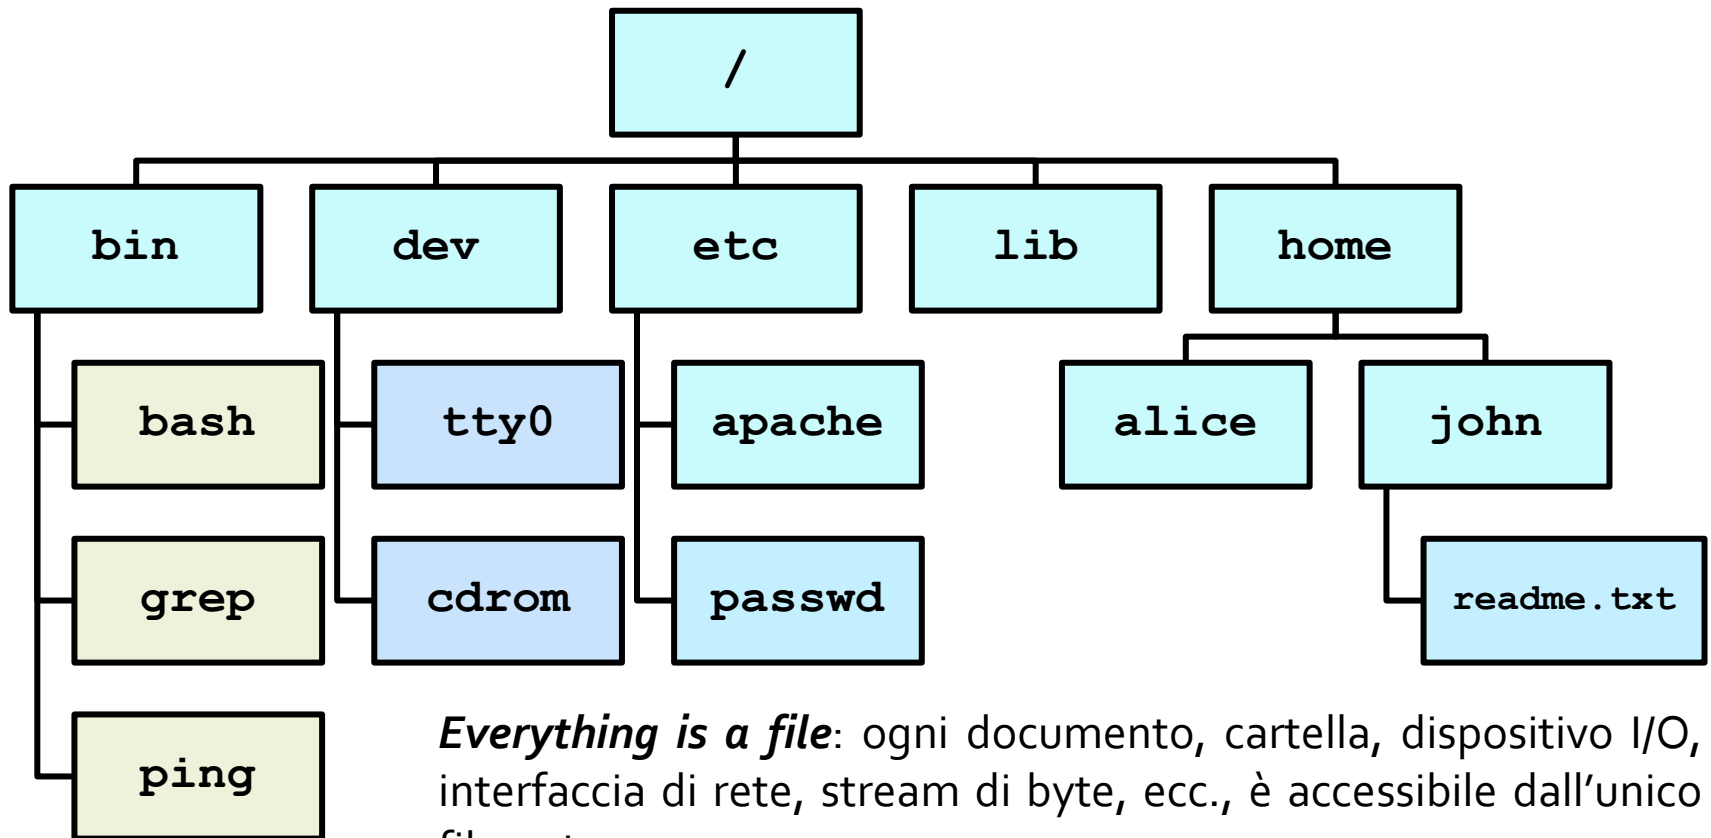 /
bin dev etc lib home
bash tty0 apache alice john
grep cdrom passwd readme.txt
ping
Everything is a file: ogni documento, cartella, dispositivo I/O,
interfaccia di rete, stream di byte, ecc., è accessibile dall’unico